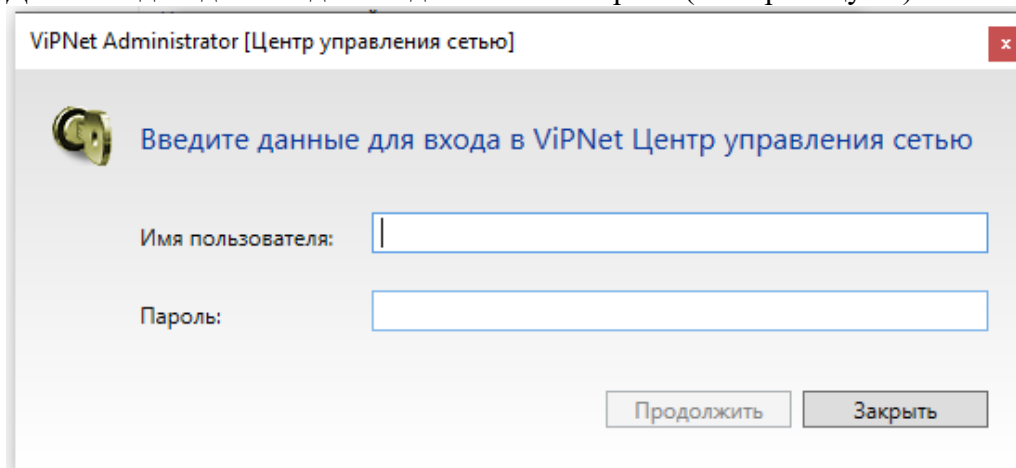 ViPNet Administrator [Центр управления сетью]
x
Введите данные для входа в ViPNet Центр управления сетью
Имя пользователя:
Пароль:
Продолжить Закрыть